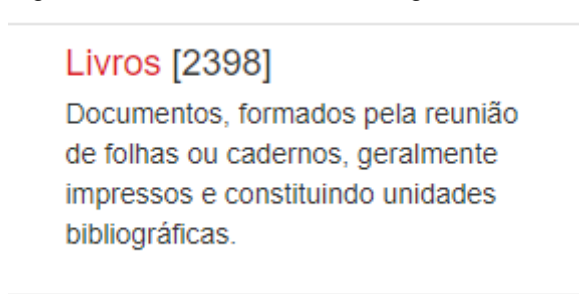 Livros [2398]
Documentos, formados pela reunião
de folhas ou cadernos, geralmente
impressos e constituindo unidades
bibliográficas.